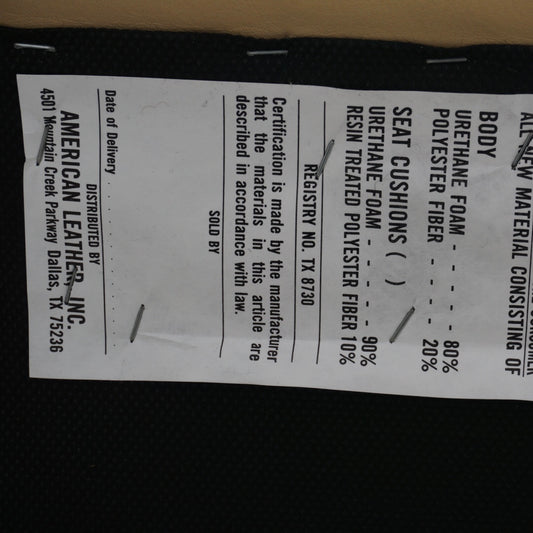 ALL NEW MATERIAL CONSISTING OF
BODY
URETHANE FOAM - - - - - 80%
POLYESTER FIBER - - - - 20%
SEAT CUSHIONS ( )
URETHANE FOAM - - - - - 90%
RESIN TREATED POLYESTER FIBER 10%
REGISTRY NO. TX 8730
Certification is made by the manufacturer
that the materials in this article are
described in accordance with law.
SOLD BY
Date of Delivery . . . . . . . . . .
DISTRIBUTED BY
AMERICAN LEATHER, INC.
4501 Mountain Creek Parkway Dallas, TX 75236